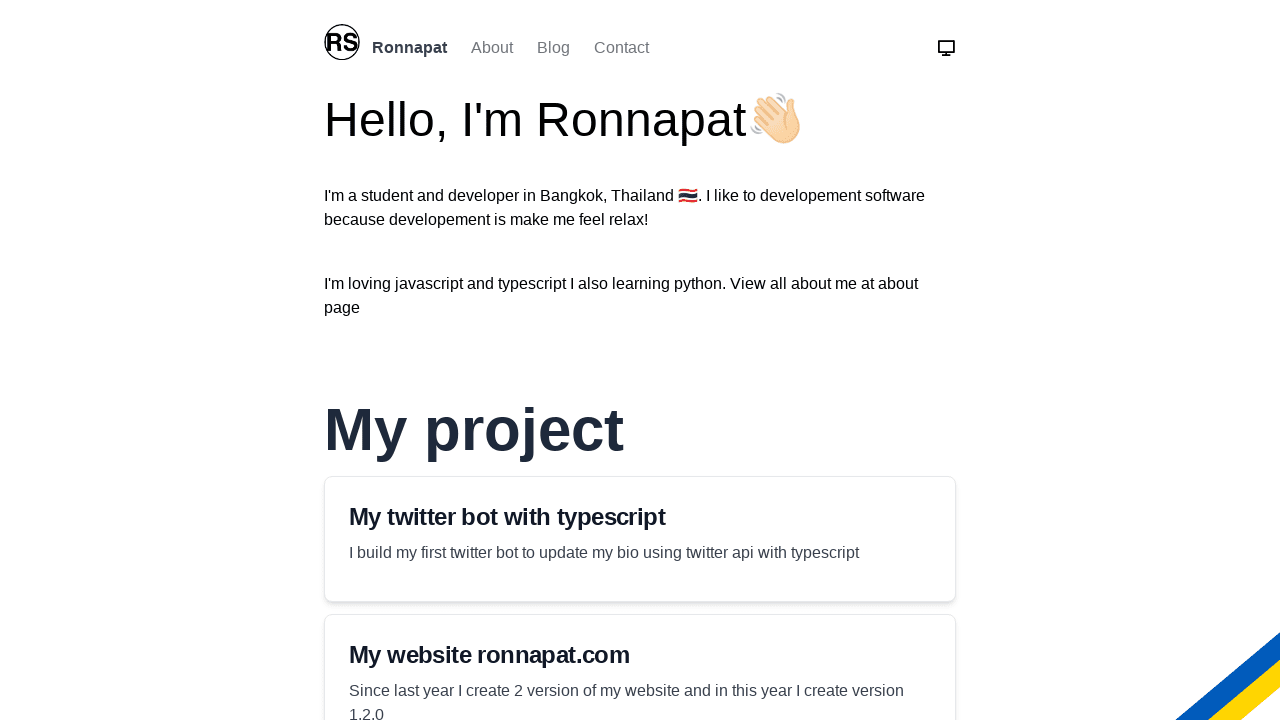 RS Ronnapat About Blog Contact
Hello, I'm Ronnapat👋🏻
I'm a student and developer in Bangkok, Thailand 🇹🇭. I like to developement software
because developement is make me feel relax!
I'm loving javascript and typescript I also learning python. View all about me at about
page
My project
My twitter bot with typescript
I build my first twitter bot to update my bio using twitter api with typescript
My website ronnapat.com
Since last year I create 2 version of my website and in this year I create version
1.2.0